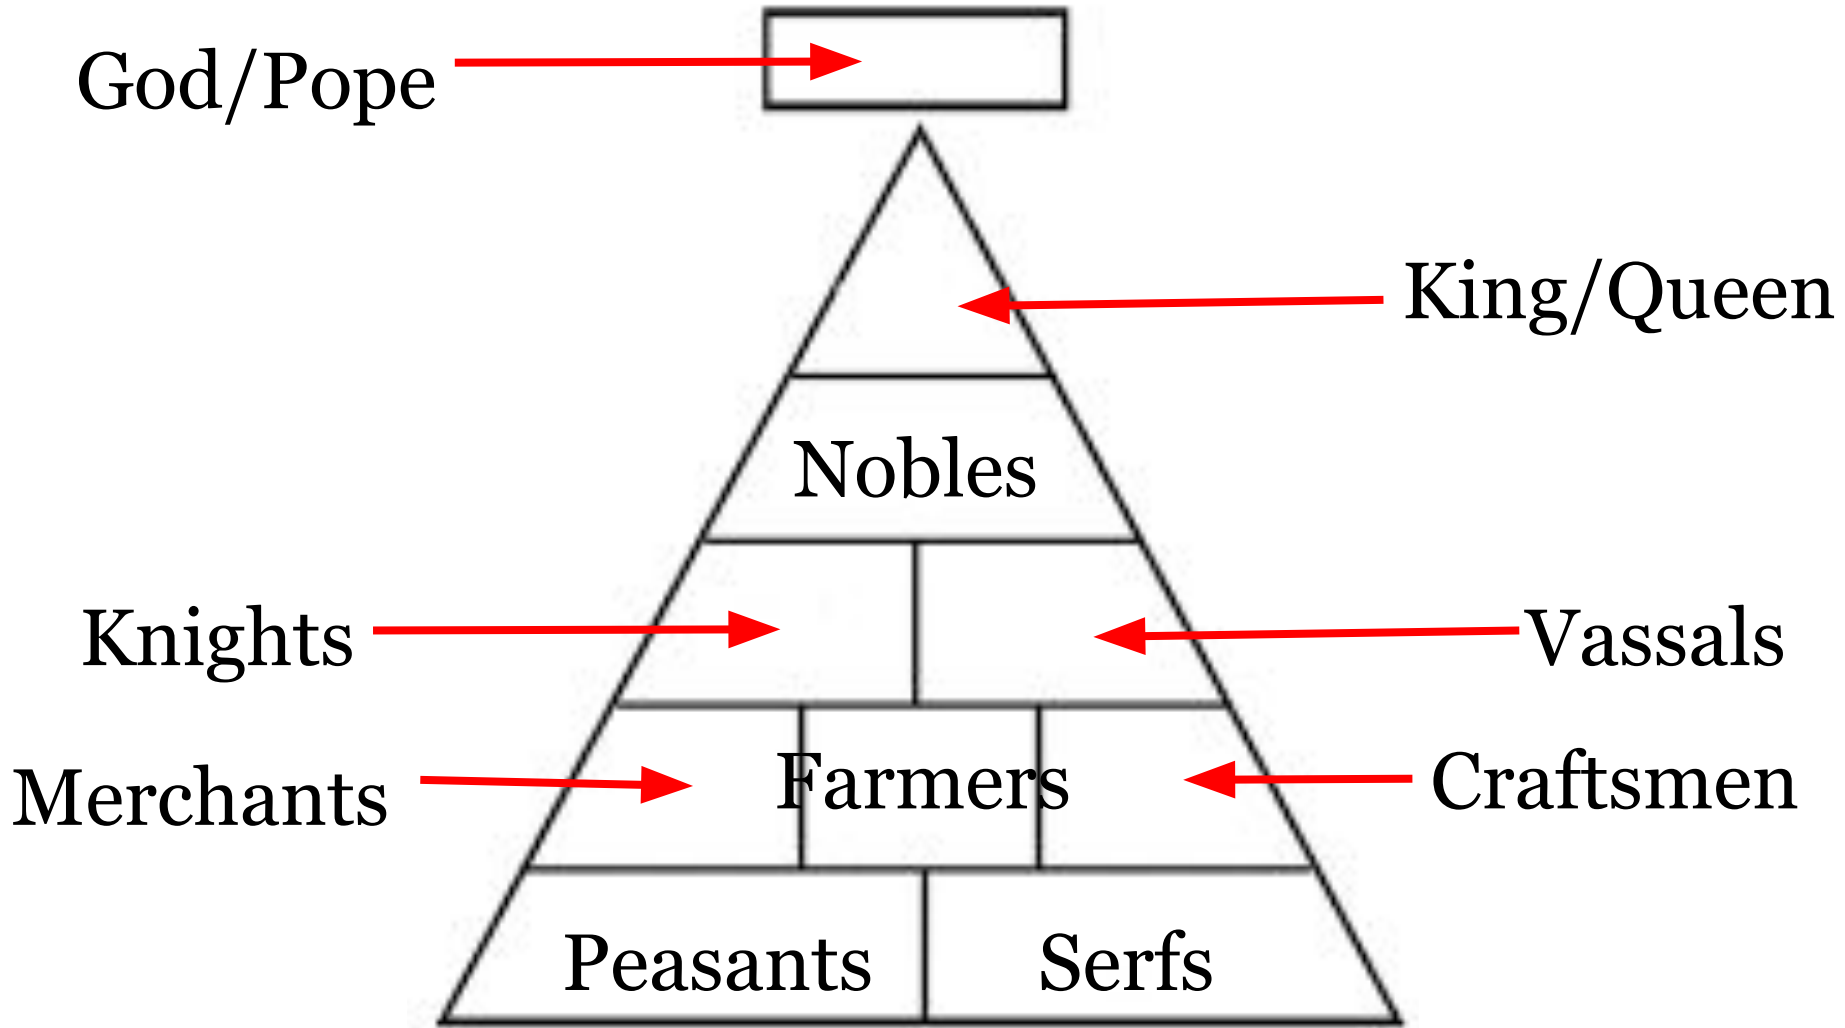 God/Pope
King/Queen
Nobles
Knights
Vassals
Merchants
Farmers
Craftsmen
Peasants
Serfs